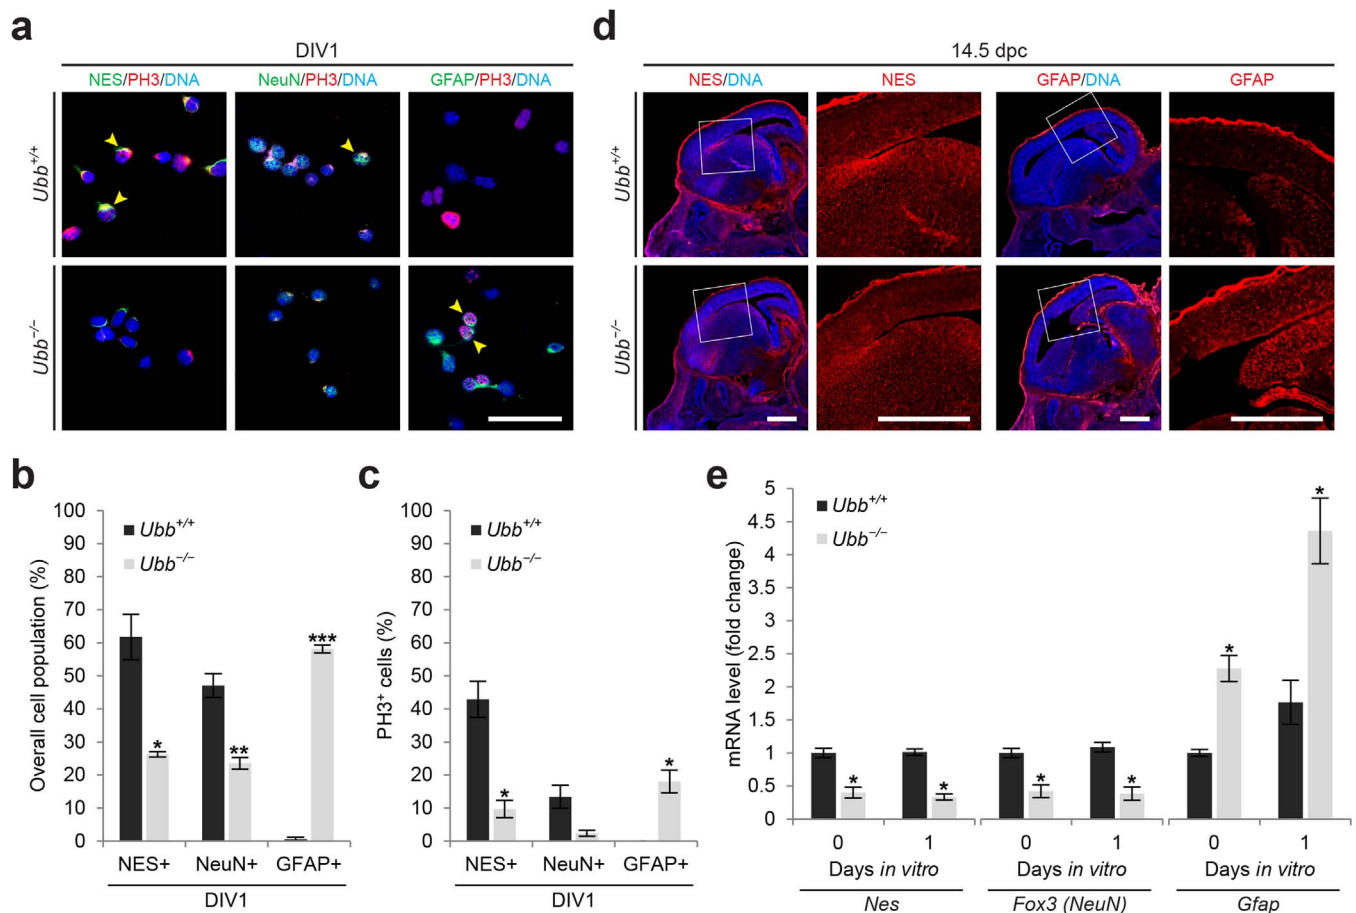 a
DIV1
NES/PH3/DNA NeuN/PH3/DNA GFAP/PH3/DNA
Ubb+/+
Ubb−/−
d
14.5 dpc
NES/DNA NES GFAP/DNA GFAP
Ubb+/+
Ubb−/−
b
Overall cell population (%)
100
90
80
70
60
50
40
30
20
10
0
Ubb+/+
Ubb−/−
*
**
***
NES+ NeuN+ GFAP+
DIV1
c
PH3+ cells (%)
100
90
80
70
60
50
40
30
20
10
0
Ubb+/+
Ubb−/−
*
*
NES+ NeuN+ GFAP+
DIV1
e
mRNA level (fold change)
5
4.5
4
3.5
3
2.5
2
1.5
1
0.5
0
Ubb+/+
Ubb−/−
*
*
*
*
*
*
0 1 0 1 0 1
Days in vitro Days in vitro Days in vitro
Nes Fox3 (NeuN) Gfap